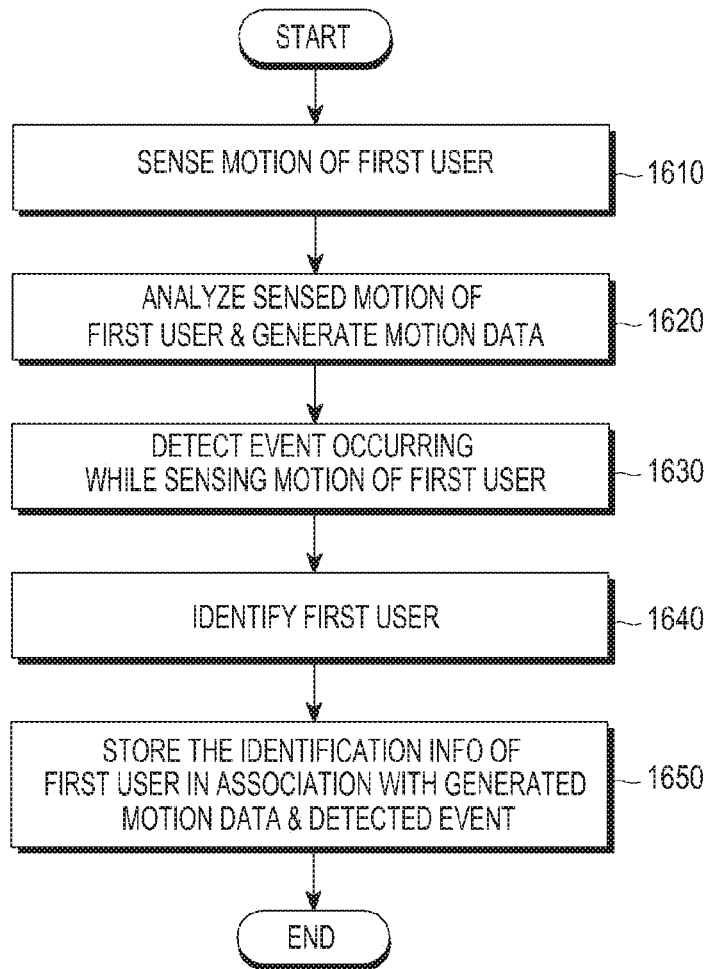 START
SENSE MOTION OF FIRST USER
1610
ANALYZE SENSED MOTION OF
FIRST USER & GENERATE MOTION DATA
1620
DETECT EVENT OCCURRING
WHILE SENSING MOTION OF FIRST USER
1630
IDENTIFY FIRST USER
1640
STORE THE IDENTIFICATION INFO OF
FIRST USER IN ASSOCIATION WITH GENERATED
MOTION DATA & DETECTED EVENT
1650
END